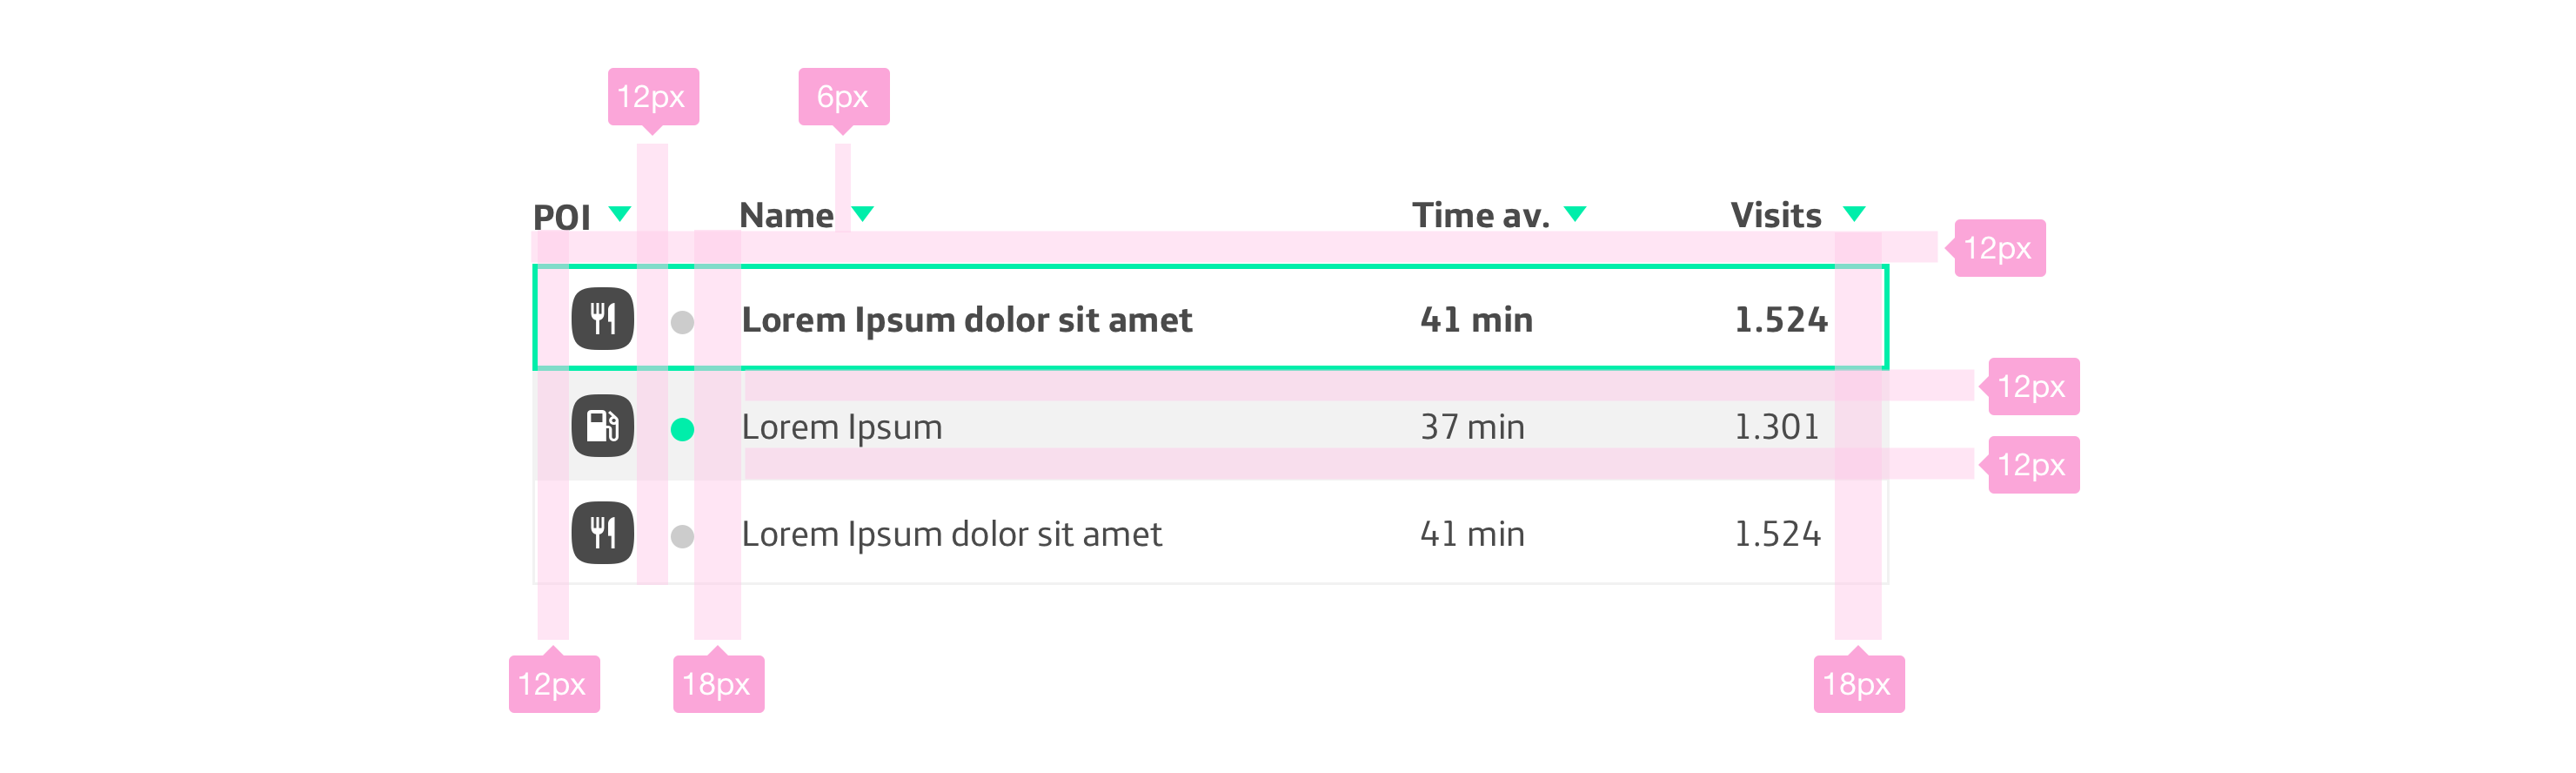 12px 6px
POI Name Time av. Visits
12px
Lorem Ipsum dolor sit amet 41 min 1.524
12px
Lorem Ipsum 37 min 1.301
12px
Lorem Ipsum dolor sit amet 41 min 1.524
12px 18px 18px